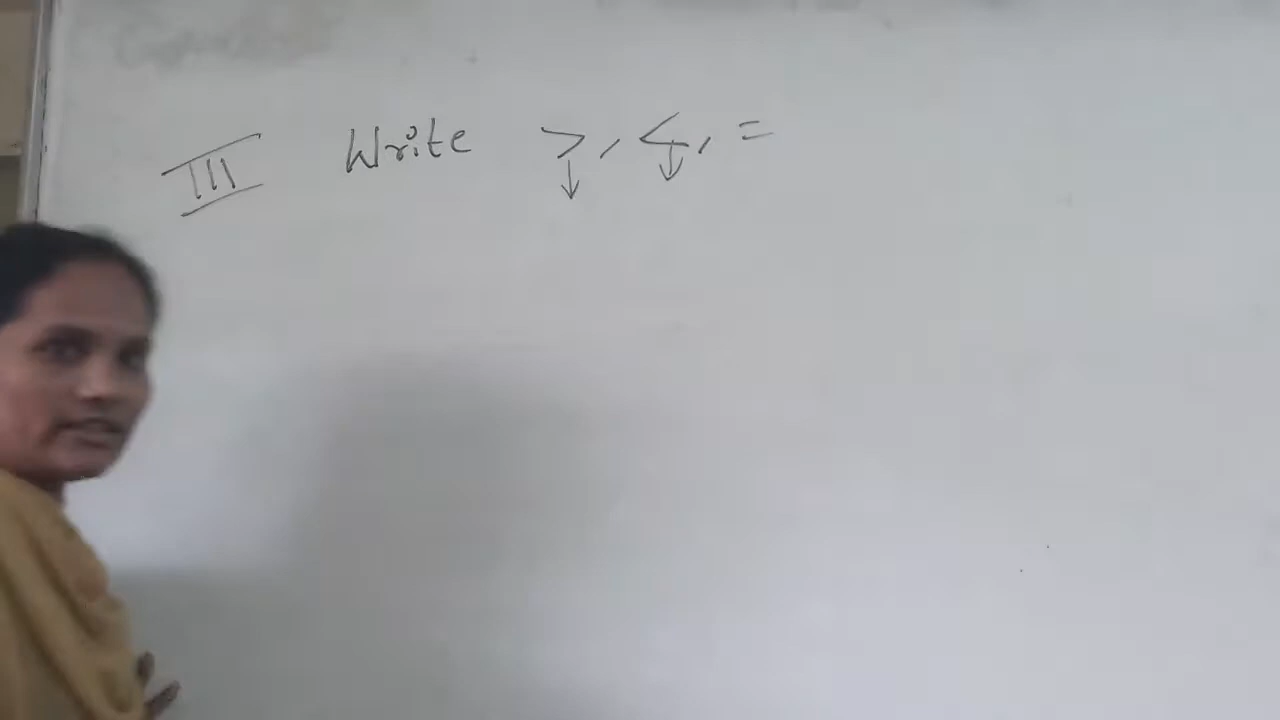 III Write >, <, =
↓ ↓